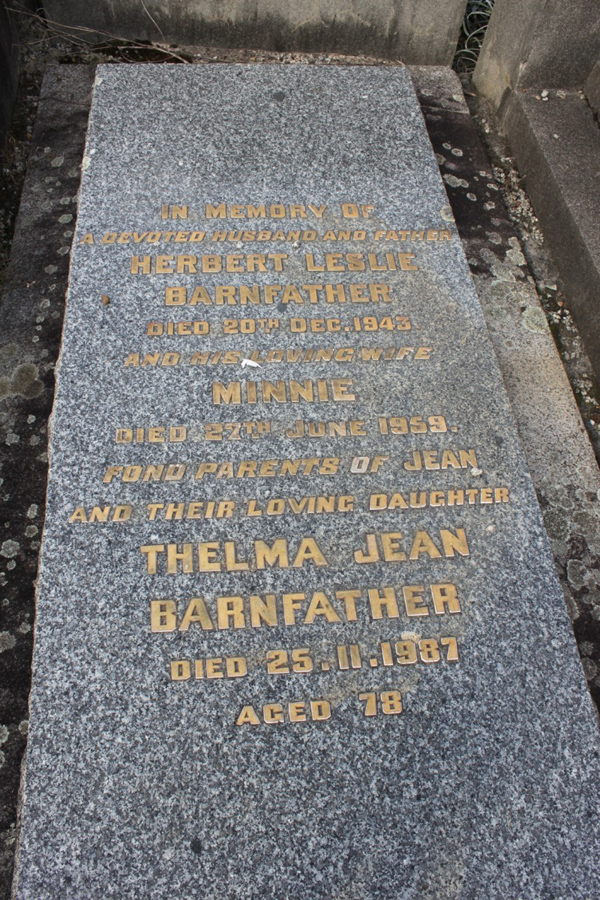 IN MEMORY OF
A DEVOTED HUSBAND AND FATHER
HERBERT LESLIE
BARNFATHER
DIED 20TH DEC. 1943.
AND HIS LOVING WIFE
MINNIE
DIED 27TH JUNE 1959.
FOND PARENTS OF JEAN
AND THEIR LOVING DAUGHTER
THELMA JEAN
BARNFATHER
DIED 25.11.1987
AGED 78